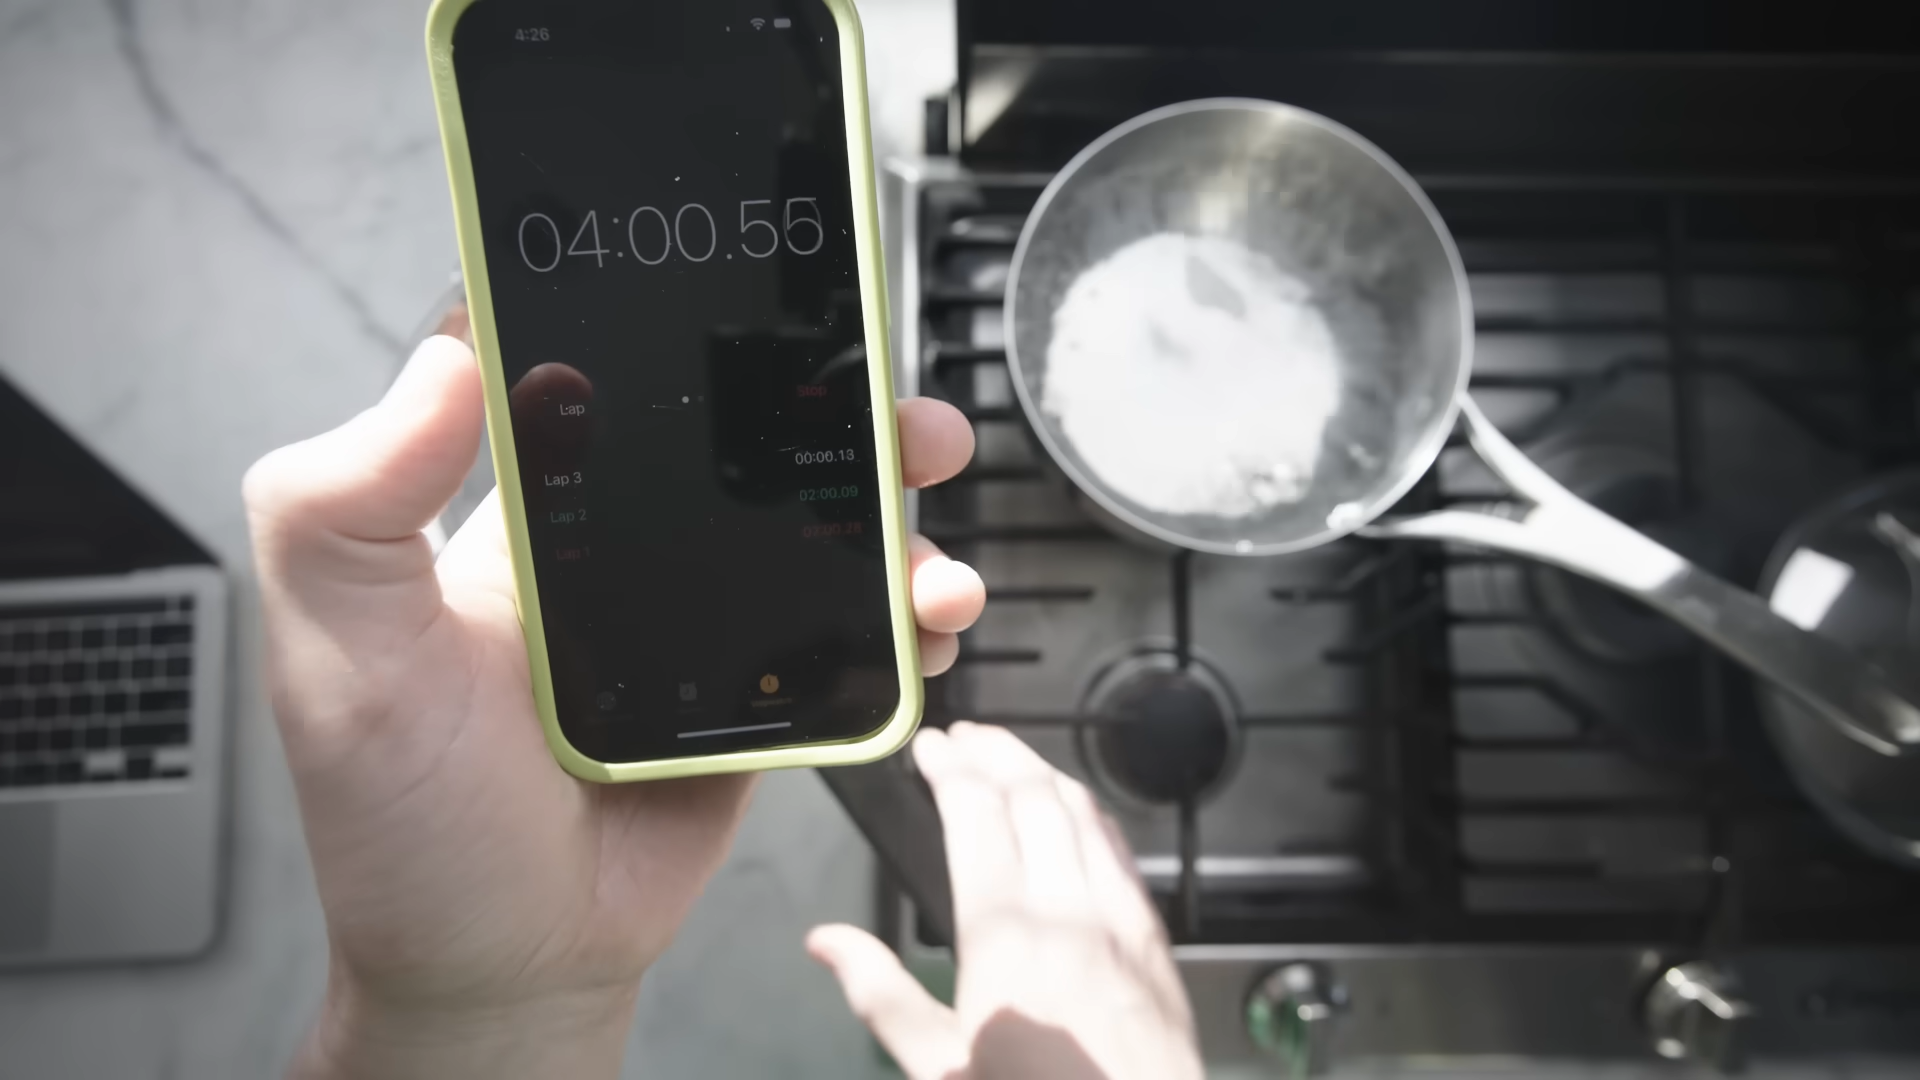 4:26
04:00.55
Lap Stop
Lap 3 00:00.13
Lap 2 02:00.09
Lap 1 02:00.28